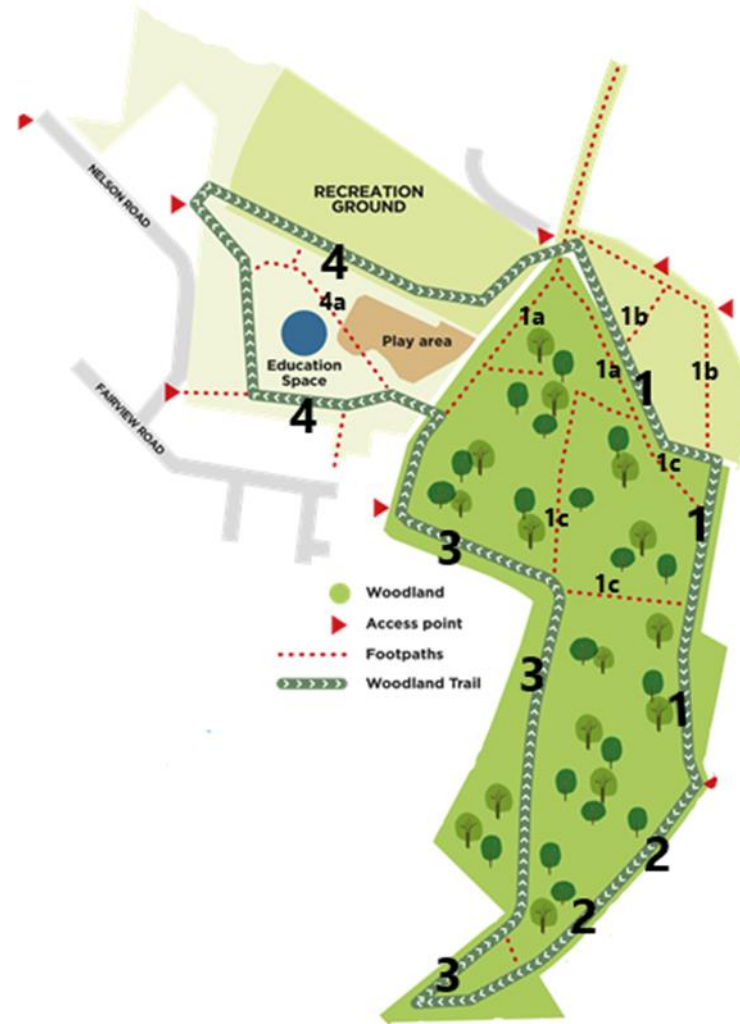 NELSON ROAD
RECREATION
GROUND
4
4a
Play area
Education
Space
4
FAIRVIEW ROAD
1a
1b
1a
1
1b
1c
1
1c
3
1c
Woodland
Access point
Footpaths
Woodland Trail
3
1
2
2
3